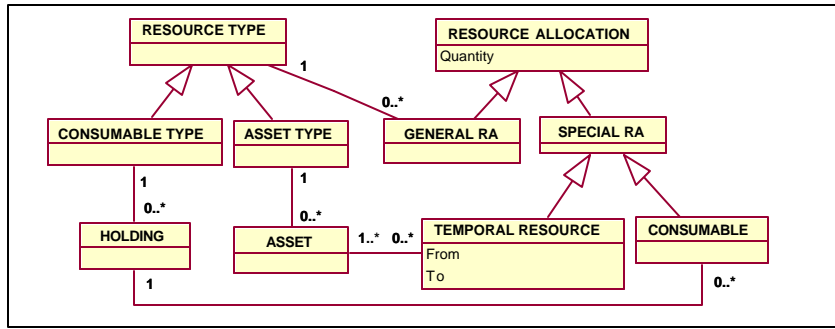 RESOURCE TYPE
RESOURCE ALLOCATION
Quantity
1
0..*
CONSUMABLE TYPE
ASSET TYPE
GENERAL RA
SPECIAL RA
1
1
0..*
0..*
HOLDING
ASSET
1..*
0..*
TEMPORAL RESOURCE
From
To
CONSUMABLE
1
0..*